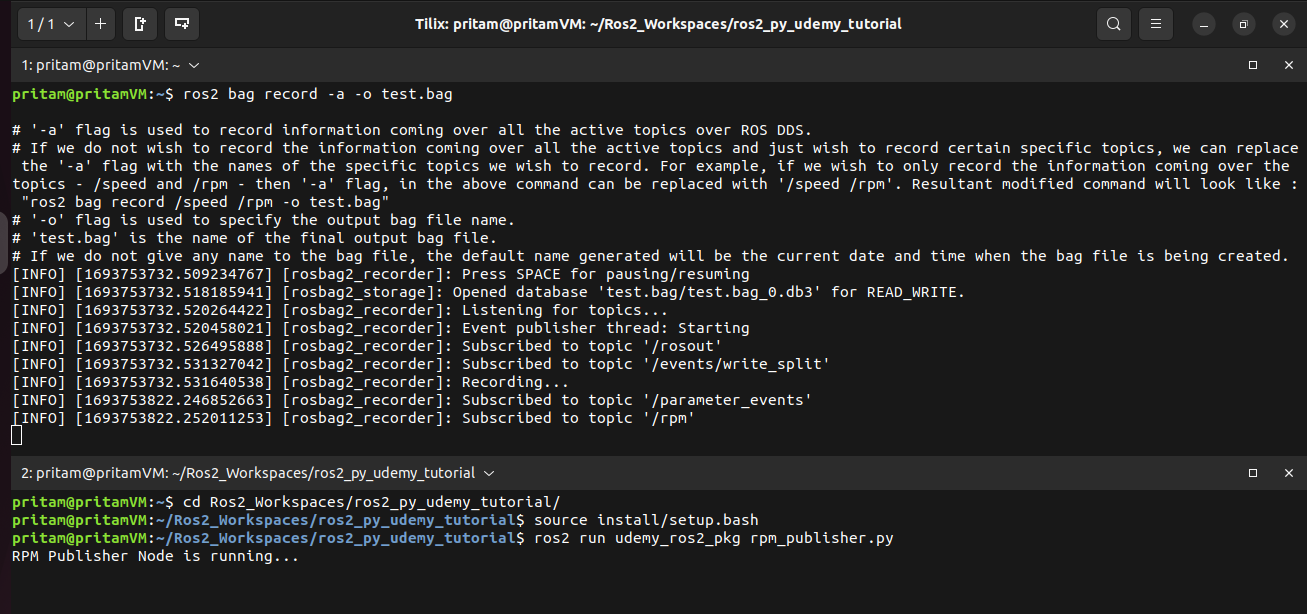 1 / 1
Tilix: pritam@pritamVM: ~/Ros2_Workspaces/ros2_py_udemy_tutorial
1: pritam@pritamVM: ~
pritam@pritamVM:~$ ros2 bag record -a -o test.bag
# '-a' flag is used to record information coming over all the active topics over ROS DDS.
# If we do not wish to record the information coming over all the active topics and just wish to record certain specific topics, we can replace
the '-a' flag with the names of the specific topics we wish to record. For example, if we wish to only record the information coming over the
topics - /speed and /rpm - then '-a' flag, in the above command can be replaced with '/speed /rpm'. Resultant modified command will look like :
"ros2 bag record /speed /rpm -o test.bag"
# '-o' flag is used to specify the output bag file name.
# 'test.bag' is the name of the final output bag file.
# If we do not give any name to the bag file, the default name generated will be the current date and time when the bag file is being created.
[INFO] [1693753732.509234767] [rosbag2_recorder]: Press SPACE for pausing/resuming
[INFO] [1693753732.518185941] [rosbag2_storage]: Opened database 'test.bag/test.bag_0.db3' for READ_WRITE.
[INFO] [1693753732.520264422] [rosbag2_recorder]: Listening for topics...
[INFO] [1693753732.520458021] [rosbag2_recorder]: Event publisher thread: Starting
[INFO] [1693753732.526495888] [rosbag2_recorder]: Subscribed to topic '/rosout'
[INFO] [1693753732.531327042] [rosbag2_recorder]: Subscribed to topic '/events/write_split'
[INFO] [1693753732.531640538] [rosbag2_recorder]: Recording...
[INFO] [1693753822.246852663] [rosbag2_recorder]: Subscribed to topic '/parameter_events'
[INFO] [1693753822.252011253] [rosbag2_recorder]: Subscribed to topic '/rpm'
2: pritam@pritamVM: ~/Ros2_Workspaces/ros2_py_udemy_tutorial
pritam@pritamVM:~$ cd Ros2_Workspaces/ros2_py_udemy_tutorial/
pritam@pritamVM:~/Ros2_Workspaces/ros2_py_udemy_tutorial$ source install/setup.bash
pritam@pritamVM:~/Ros2_Workspaces/ros2_py_udemy_tutorial$ ros2 run udemy_ros2_pkg rpm_publisher.py
RPM Publisher Node is running...